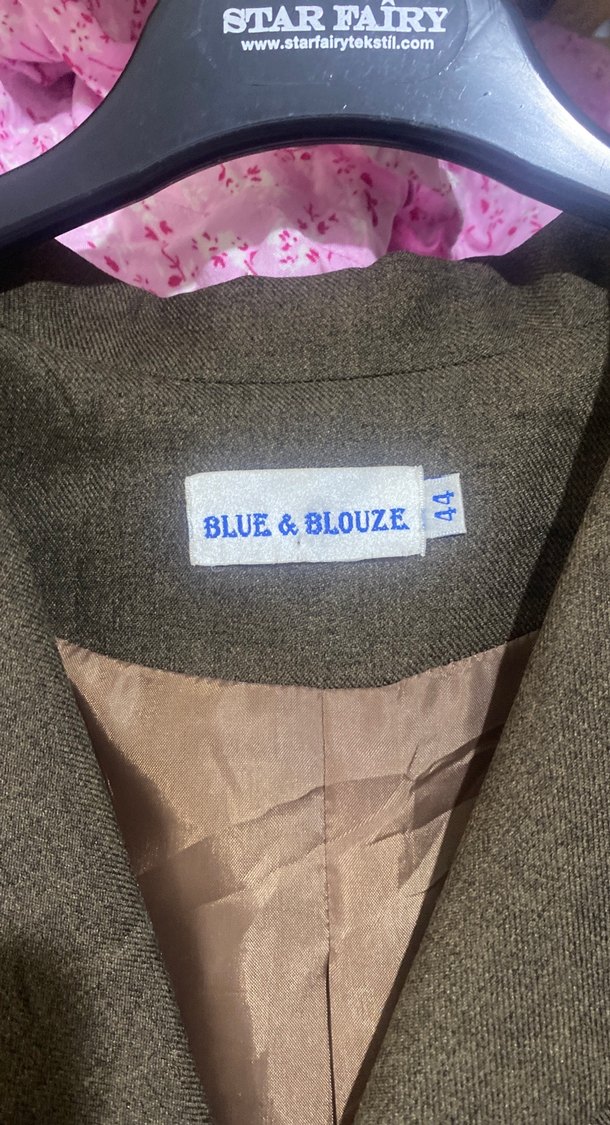 STAR FAÎRY
www.starfairytekstil.com
BLUE & BLOUZE
44